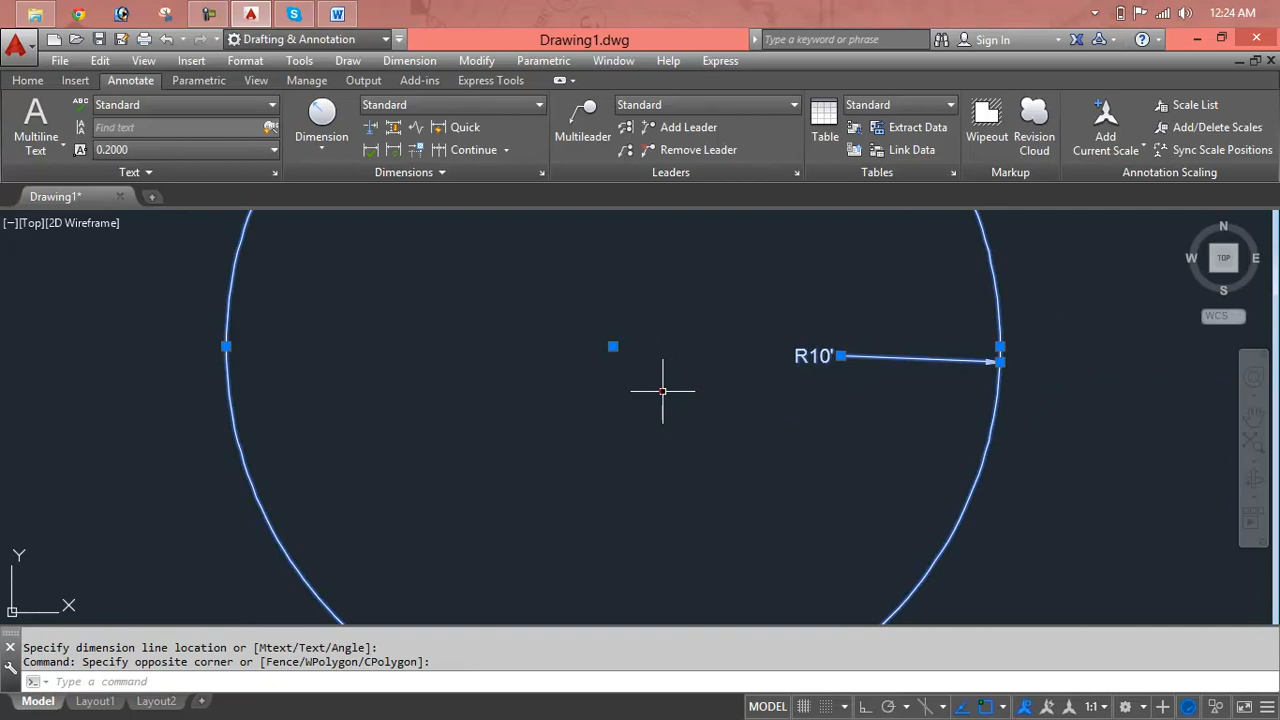 12:24 AM
Drafting & Annotation
Drawing1.dwg
Type a keyword or phrase
Sign In
File Edit View Insert Format Tools Draw Dimension Modify Parametric Window Help Express
Home Insert Annotate Parametric View Manage Output Add-ins Express Tools
Multiline Text
ABC
Standard
Find text
0.2000
Text
Dimension
Standard
Quick
Continue
Dimensions
Multileader
Standard
Add Leader
Remove Leader
Leaders
Table
Standard
Extract Data
Link Data
Tables
Wipeout
Revision Cloud
Markup
Add Current Scale
Scale List
Add/Delete Scales
Sync Scale Positions
Annotation Scaling
Drawing1*
[−][Top][2D Wireframe]
N
W TOP E
S
WCS
R10'
Y
X
Specify dimension line location or [Mtext/Text/Angle]:
Command: Specify opposite corner or [Fence/WPolygon/CPolygon]:
Type a command
Model Layout1 Layout2 +
MODEL
1:1